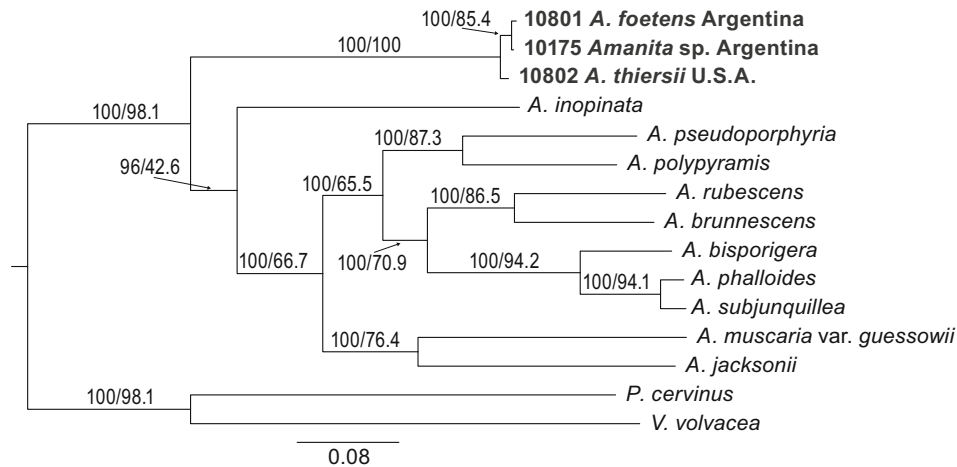 100/85.4
10801 A. foetens Argentina
100/100
10175 Amanita sp. Argentina
10802 A. thiersii U.S.A.
100/98.1
A. inopinata
100/87.3
A. pseudoporphyria
96/42.6
A. polypyramis
100/65.5
100/86.5
A. rubescens
A. brunnescens
100/66.7
100/70.9
100/94.2
A. bisporigera
100/94.1
A. phalloides
A. subjunquillea
100/76.4
A. muscaria var. guessowii
A. jacksonii
100/98.1
P. cervinus
V. volvacea
0.08